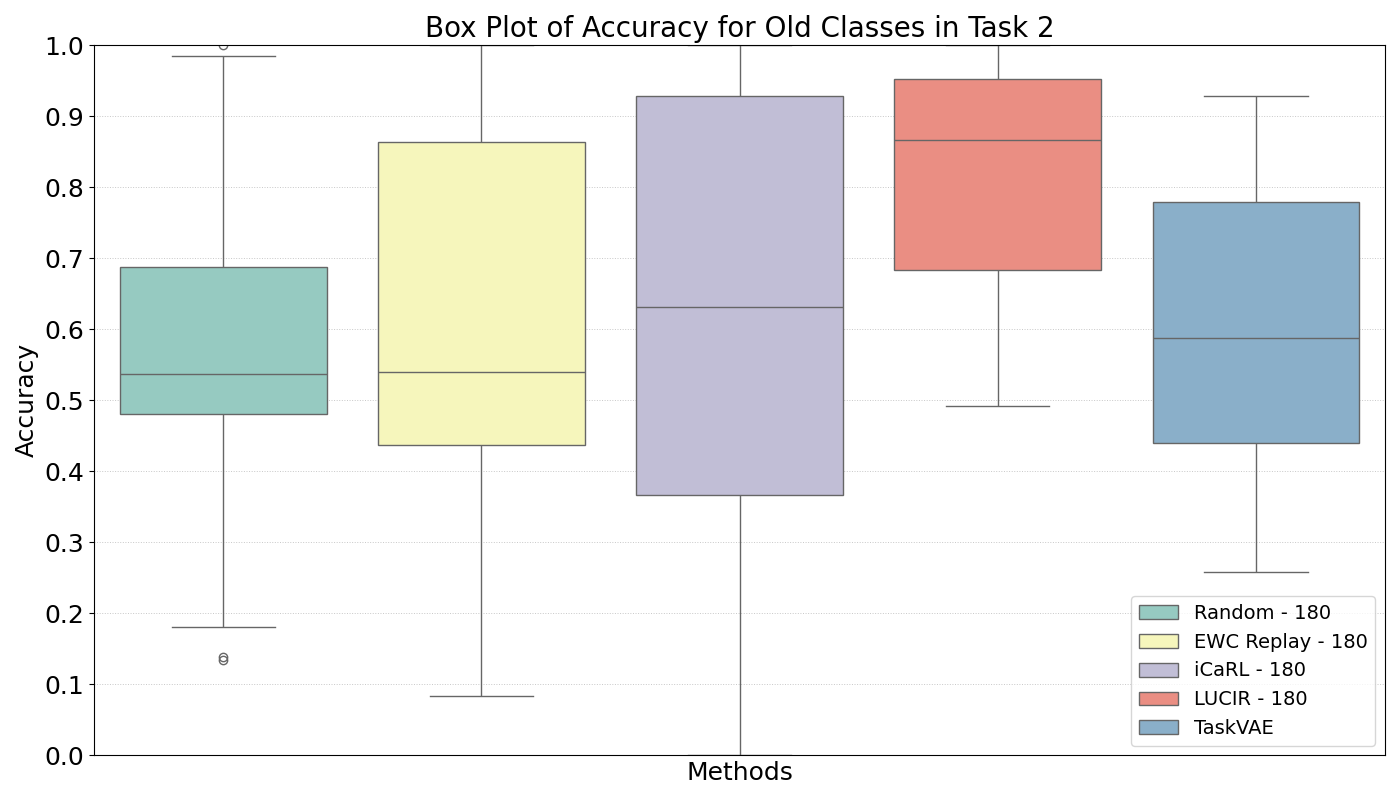 Box Plot of Accuracy for Old Classes in Task 2
1.0
0.9
0.8
0.7
0.6
0.5
0.4
0.3
0.2
0.1
0.0
Accuracy
Methods
Random - 180
EWC Replay - 180
iCaRL - 180
LUCIR - 180
TaskVAE